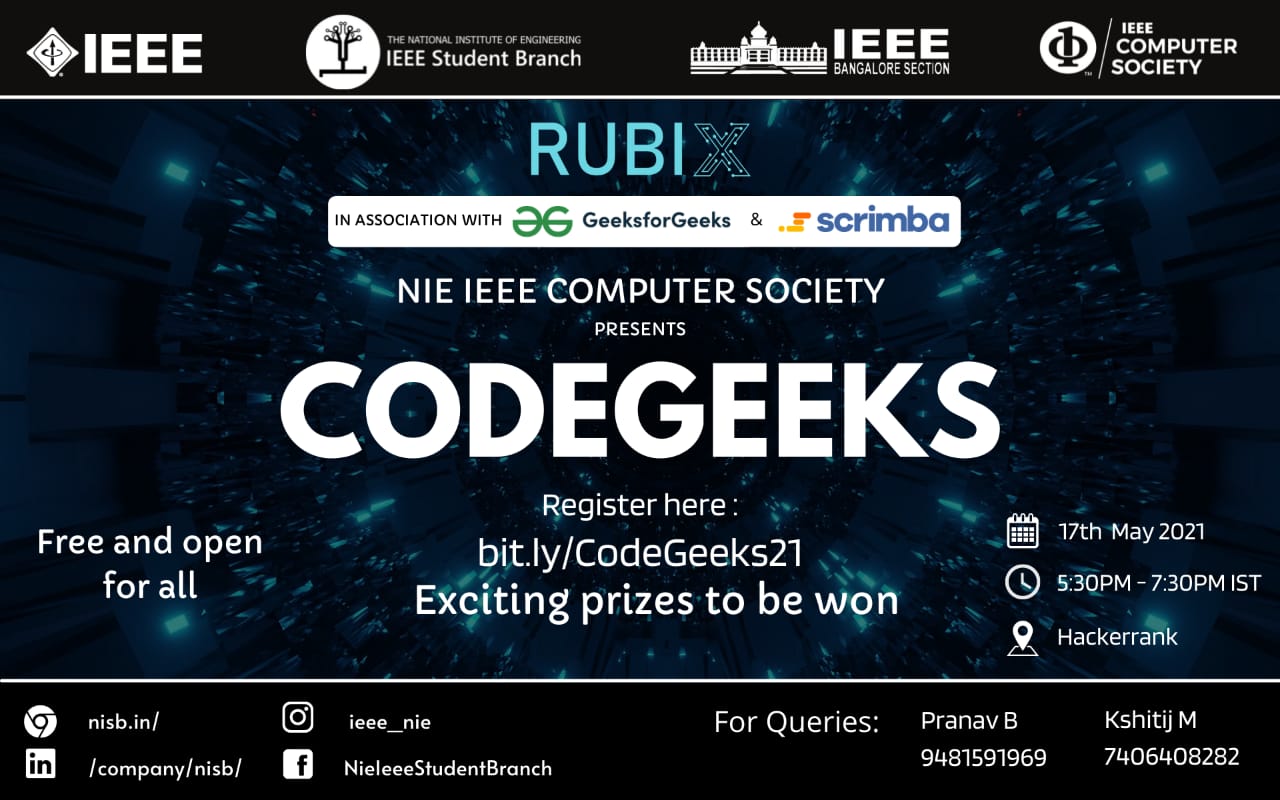 IEEE
THE NATIONAL INSTITUTE OF ENGINEERING
IEEE Student Branch
IEEE
BANGALORE SECTION
IEEE
COMPUTER
SOCIETY
TM
RUBIX
IN ASSOCIATION WITH GeeksforGeeks & scrimba
NIE IEEE COMPUTER SOCIETY
PRESENTS
CODEGEEKS
Register here :
bit.ly/CodeGeeks21
Exciting prizes to be won
Free and open
for all
17th May 2021
5:30PM - 7:30PM IST
Hackerrank
nisb.in/
/company/nisb/
ieee_nie
NieIeeeStudentBranch
For Queries:
Pranav B
9481591969
Kshitij M
7406408282